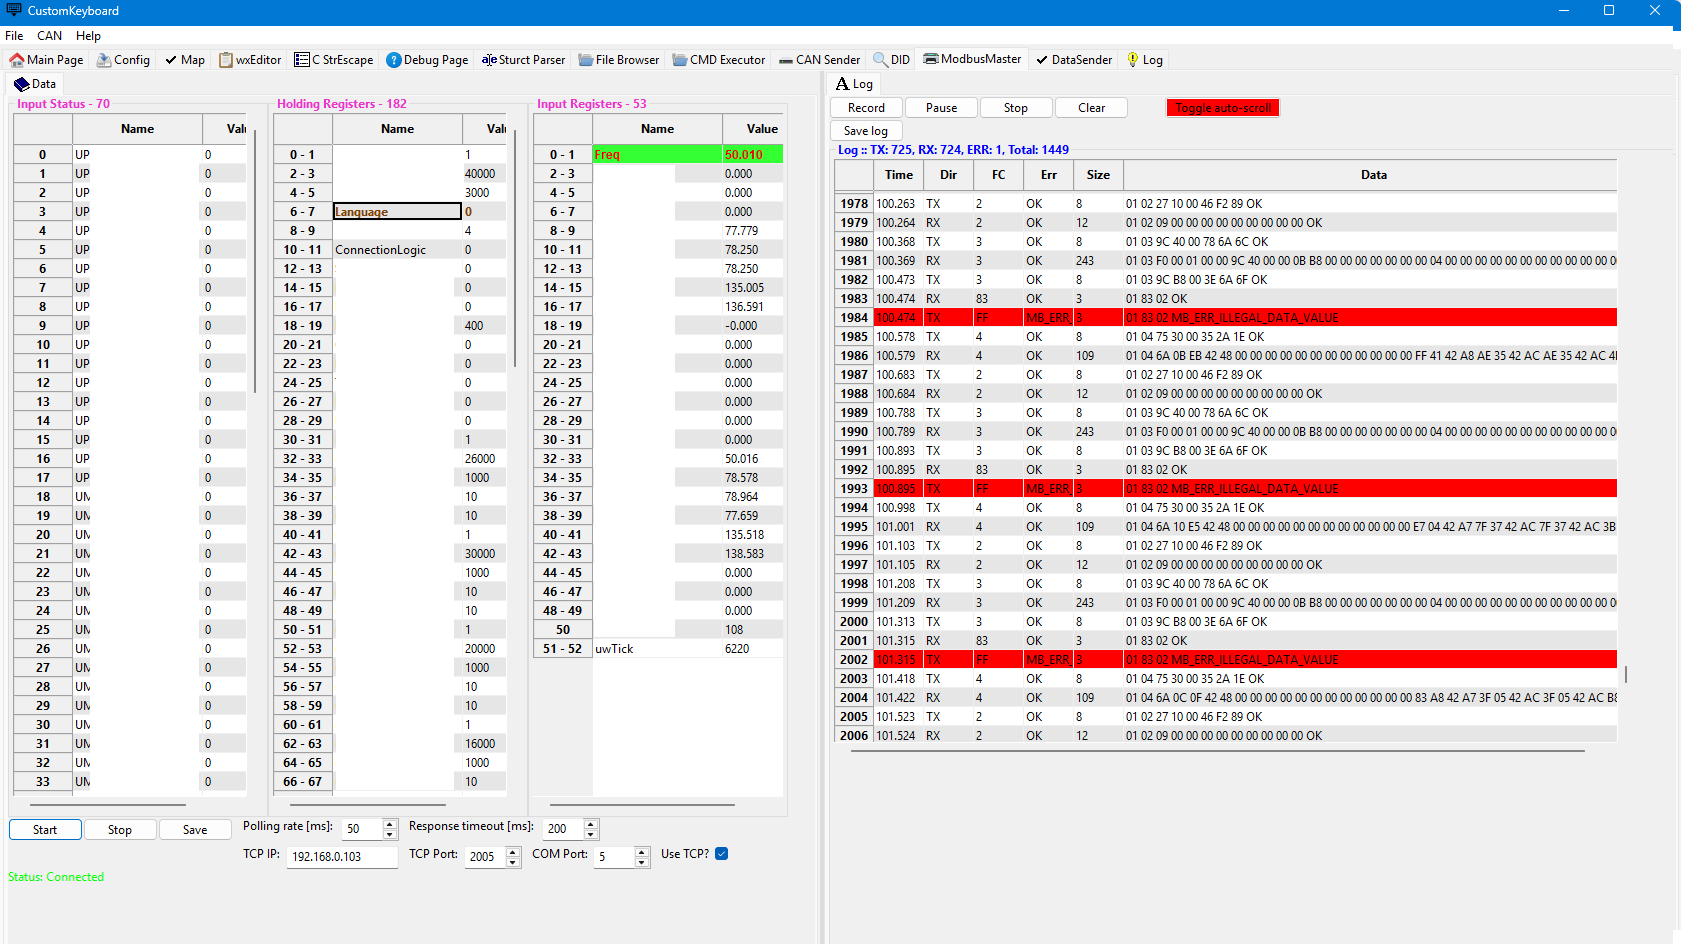 CustomKeyboard
File CAN Help
Main Page Config Map wxEditor C StrEscape Debug Page Sturct Parser File Browser CMD Executor CAN Sender DID ModbusMaster DataSender Log
Data
Input Status - 70
Name Valu
0 UP 0
1 UP 0
2 UP 0
3 UP 0
4 UP 0
5 UP 0
6 UP 0
7 UP 0
8 UP 0
9 UP 0
10 UP 0
11 UP 0
12 UP 0
13 UP 0
14 UP 0
15 UP 0
16 UP 0
17 UP 0
18 UM 0
19 UM 0
20 UM 0
21 UM 0
22 UM 0
23 UM 0
24 UM 0
25 UM 0
26 UM 0
27 UM 0
28 UM 0
29 UM 0
30 UM 0
31 UM 0
32 UM 0
33 UM 0
Holding Registers - 182
Name Valu
0 - 1 1
2 - 3 40000
4 - 5 3000
6 - 7 Language 0
8 - 9 4
10 - 11 ConnectionLogic 0
12 - 13 0
14 - 15 0
16 - 17 0
18 - 19 400
20 - 21 0
22 - 23 0
24 - 25 0
26 - 27 0
28 - 29 0
30 - 31 1
32 - 33 26000
34 - 35 1000
36 - 37 10
38 - 39 10
40 - 41 1
42 - 43 30000
44 - 45 1000
46 - 47 10
48 - 49 10
50 - 51 1
52 - 53 20000
54 - 55 1000
56 - 57 10
58 - 59 10
60 - 61 1
62 - 63 16000
64 - 65 1000
66 - 67 10
Input Registers - 53
Name Value
0 - 1 Freq 50.010
2 - 3 0.000
4 - 5 0.000
6 - 7 0.000
8 - 9 77.779
10 - 11 78.250
12 - 13 78.250
14 - 15 135.005
16 - 17 136.591
18 - 19 -0.000
20 - 21 0.000
22 - 23 0.000
24 - 25 0.000
26 - 27 0.000
28 - 29 0.000
30 - 31 0.000
32 - 33 50.016
34 - 35 78.578
36 - 37 78.964
38 - 39 77.659
40 - 41 135.518
42 - 43 138.583
44 - 45 0.000
46 - 47 0.000
48 - 49 0.000
50 108
51 - 52 uwTick 6220
Start Stop Save Polling rate [ms]: 50 Response timeout [ms]: 200
TCP IP: 192.168.0.103 TCP Port: 2005 COM Port: 5 Use TCP?
Status: Connected
Log
Record Pause Stop Clear Toggle auto-scroll
Save log
Log :: TX: 725, RX: 724, ERR: 1, Total: 1449
Time Dir FC Err Size Data
1978 100.263 TX 2 OK 8 01 02 27 10 00 46 F2 89 OK
1979 100.264 RX 2 OK 12 01 02 09 00 00 00 00 00 00 00 00 00 OK
1980 100.368 TX 3 OK 8 01 03 9C 40 00 78 6A 6C OK
1981 100.369 RX 3 OK 243 01 03 F0 00 01 00 00 9C 40 00 00 0B B8 00 00 00 00 00 00 00 04 00 00 00 00 00 00 00 00 00 00 0
1982 100.473 TX 3 OK 8 01 03 9C B8 00 3E 6A 6F OK
1983 100.474 RX 83 OK 3 01 83 02 OK
1984 100.474 TX FF MB_ERR_ 3 01 83 02 MB_ERR_ILLEGAL_DATA_VALUE
1985 100.578 TX 4 OK 8 01 04 75 30 00 35 2A 1E OK
1986 100.579 RX 4 OK 109 01 04 6A 0B EB 42 48 00 00 00 00 00 00 00 00 00 00 00 00 FF 41 42 A8 AE 35 42 AC AE 35 42 AC 4
1987 100.683 TX 2 OK 8 01 02 27 10 00 46 F2 89 OK
1988 100.684 RX 2 OK 12 01 02 09 00 00 00 00 00 00 00 00 00 OK
1989 100.788 TX 3 OK 8 01 03 9C 40 00 78 6A 6C OK
1990 100.789 RX 3 OK 243 01 03 F0 00 01 00 00 9C 40 00 00 0B B8 00 00 00 00 00 00 00 04 00 00 00 00 00 00 00 00 00 00 0
1991 100.893 TX 3 OK 8 01 03 9C B8 00 3E 6A 6F OK
1992 100.895 RX 83 OK 3 01 83 02 OK
1993 100.895 TX FF MB_ERR_ 3 01 83 02 MB_ERR_ILLEGAL_DATA_VALUE
1994 100.998 TX 4 OK 8 01 04 75 30 00 35 2A 1E OK
1995 101.001 RX 4 OK 109 01 04 6A 10 E5 42 48 00 00 00 00 00 00 00 00 00 00 00 00 E7 04 42 A7 7F 37 42 AC 7F 37 42 AC 3B
1996 101.103 TX 2 OK 8 01 02 27 10 00 46 F2 89 OK
1997 101.105 RX 2 OK 12 01 02 09 00 00 00 00 00 00 00 00 00 OK
1998 101.208 TX 3 OK 8 01 03 9C 40 00 78 6A 6C OK
1999 101.209 RX 3 OK 243 01 03 F0 00 01 00 00 9C 40 00 00 0B B8 00 00 00 00 00 00 00 04 00 00 00 00 00 00 00 00 00 00 0
2000 101.313 TX 3 OK 8 01 03 9C B8 00 3E 6A 6F OK
2001 101.315 RX 83 OK 3 01 83 02 OK
2002 101.315 TX FF MB_ERR_ 3 01 83 02 MB_ERR_ILLEGAL_DATA_VALUE
2003 101.418 TX 4 OK 8 01 04 75 30 00 35 2A 1E OK
2004 101.422 RX 4 OK 109 01 04 6A 0C 0F 42 48 00 00 00 00 00 00 00 00 00 00 00 00 83 A8 42 A7 3F 05 42 AC 3F 05 42 AC B8
2005 101.523 TX 2 OK 8 01 02 27 10 00 46 F2 89 OK
2006 101.524 RX 2 OK 12 01 02 09 00 00 00 00 00 00 00 00 00 OK